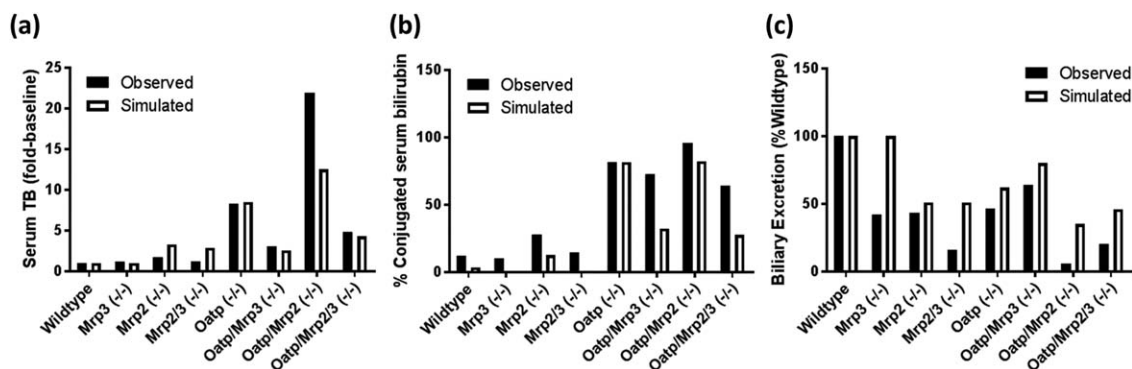 (a)
Serum TB (fold-baseline)
25
20
15
10
5
0
Observed
Simulated
Wildtype
Mrp3 (-/-)
Mrp2 (-/-)
Mrp2/3 (-/-)
Oatp (-/-)
Oatp/Mrp3 (-/-)
Oatp/Mrp2 (-/-)
Oatp/Mrp2/3 (-/-)
(b)
% Conjugated serum bilirubin
150
100
50
0
Observed
Simulated
Wildtype
Mrp3 (-/-)
Mrp2 (-/-)
Mrp2/3 (-/-)
Oatp (-/-)
Oatp/Mrp3 (-/-)
Oatp/Mrp2 (-/-)
Oatp/Mrp2/3 (-/-)
(c)
Biliary Excretion (%Wildtype)
150
100
50
0
Observed
Simulated
Wildtype
Mrp3 (-/-)
Mrp2 (-/-)
Mrp2/3 (-/-)
Oatp (-/-)
Oatp/Mrp3 (-/-)
Oatp/Mrp2 (-/-)
Oatp/Mrp2/3 (-/-)